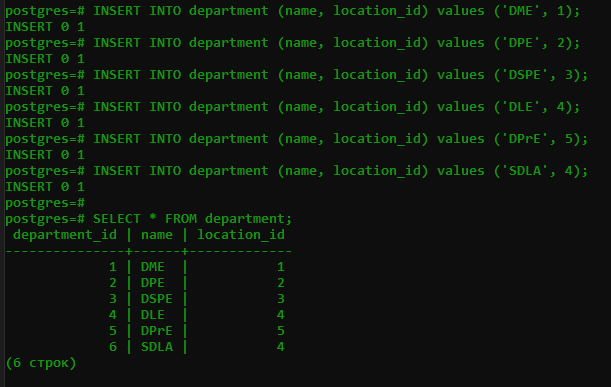 postgres=# INSERT INTO department (name, location_id) values ('DME', 1);
INSERT 0 1
postgres=# INSERT INTO department (name, location_id) values ('DPE', 2);
INSERT 0 1
postgres=# INSERT INTO department (name, location_id) values ('DSPE', 3);
INSERT 0 1
postgres=# INSERT INTO department (name, location_id) values ('DLE', 4);
INSERT 0 1
postgres=# INSERT INTO department (name, location_id) values ('DPrE', 5);
INSERT 0 1
postgres=# INSERT INTO department (name, location_id) values ('SDLA', 4);
INSERT 0 1
postgres=#
postgres=# SELECT * FROM department;
 department_id | name | location_id
---------------+------+-------------
             1 | DME  |           1
             2 | DPE  |           2
             3 | DSPE |           3
             4 | DLE  |           4
             5 | DPrE |           5
             6 | SDLA |           4
(6 строк)